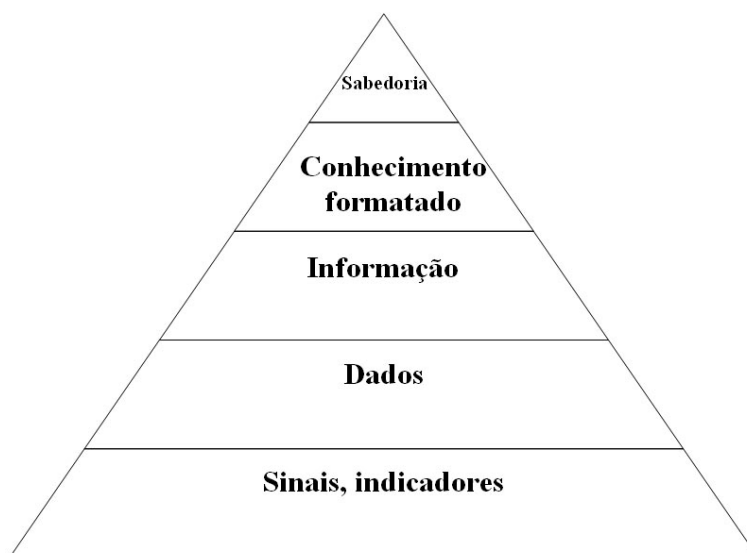 Sabedoria
Conhecimento
formatado
Informação
Dados
Sinais, indicadores